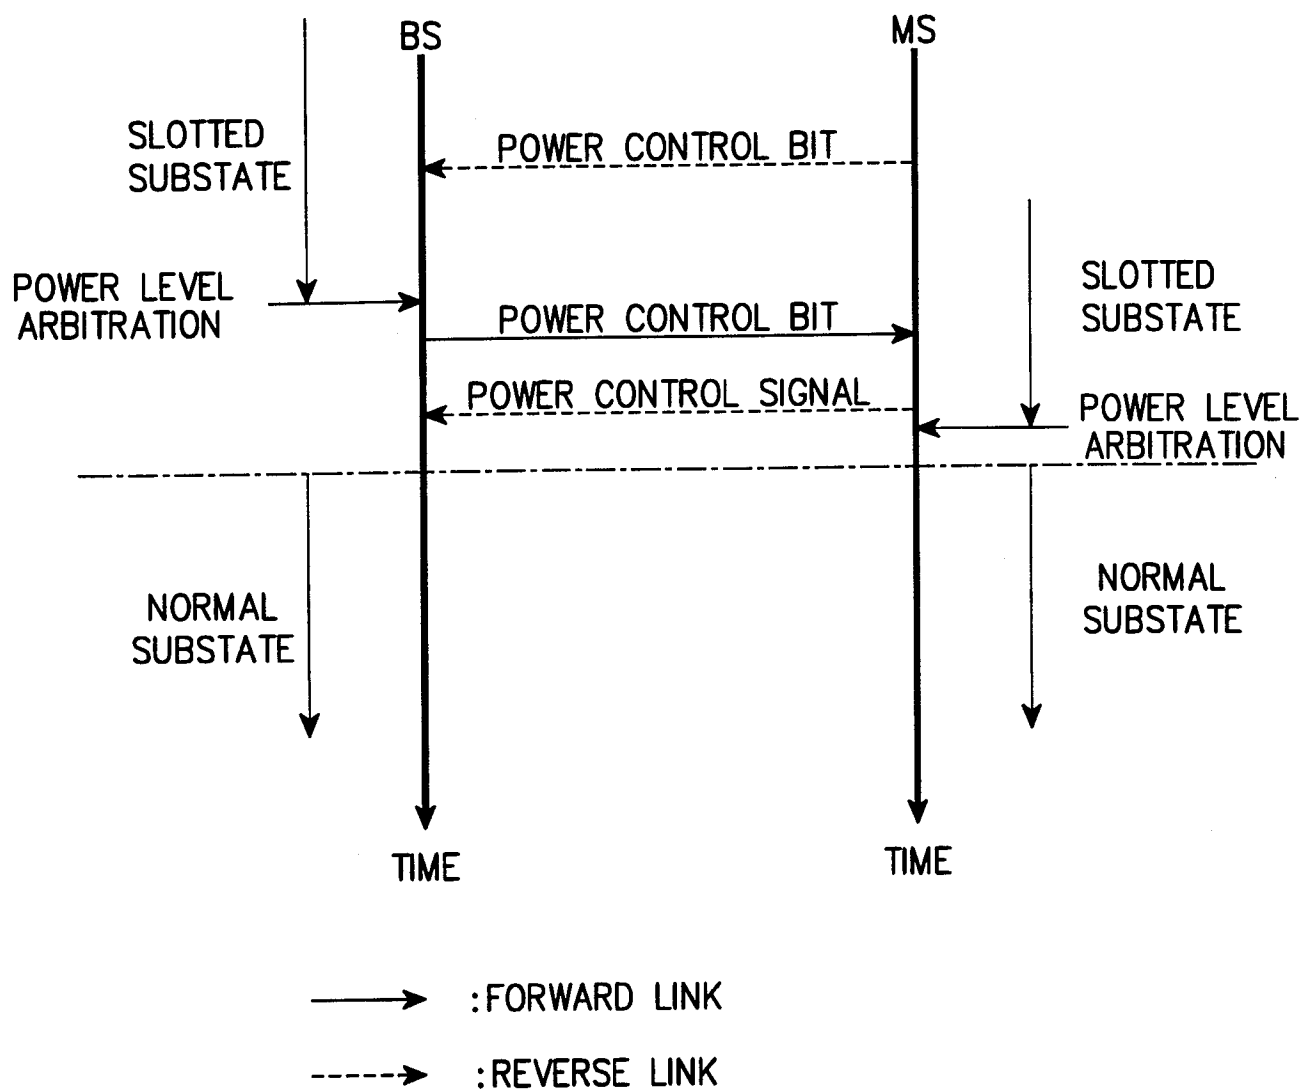 BS
MS
SLOTTED
SUBSTATE
POWER CONTROL BIT
POWER LEVEL
ARBITRATION
SLOTTED
SUBSTATE
POWER CONTROL BIT
POWER CONTROL SIGNAL
POWER LEVEL
ARBITRATION
NORMAL
SUBSTATE
NORMAL
SUBSTATE
TIME
TIME
:FORWARD LINK
:REVERSE LINK